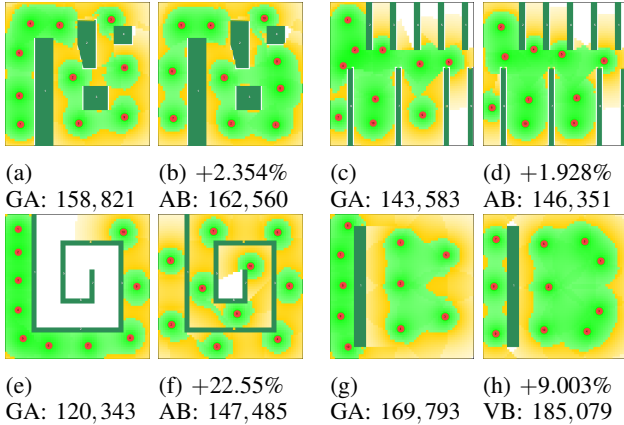 (a) (b) +2.354% (c) (d) +1.928%
GA: 158,821 AB: 162,560 GA: 143,583 AB: 146,351
(e) (f) +22.55% (g) (h) +9.003%
GA: 120,343 AB: 147,485 GA: 169,793 VB: 185,079